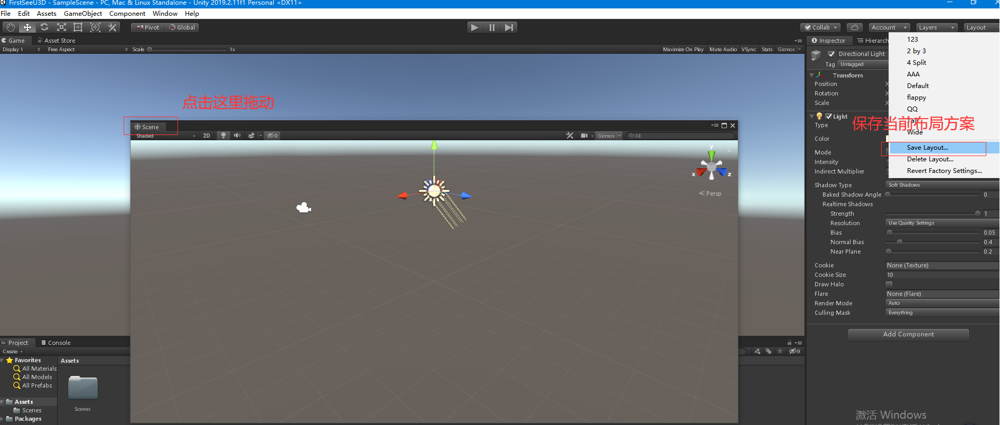 FirstSeeU3D - SampleScene - PC, Mac & Linux Standalone - Unity 2019.2.11f1 Personal <DX11>
File Edit Assets GameObject Component Window Help
Pivot Global Collab Account Layers Layout
Game Asset Store
Display 1 Free Aspect Scale 1x Maximize On Play Mute Audio VSync Stats Gizmos
点击这里拖动
Scene
Shaded 2D 0 Gizmos All
y
x z
Persp
Inspector Hierarch
Directional Light
Tag Untagged
Transform
Position X
Rotation X
Scale X
Light
Type
Color
Mode
Intensity
Indirect Multiplier
Shadow Type Soft Shadows
Baked Shadow Angle 0
Realtime Shadows
Strength 1
Resolution Use Quality Settings
Bias 0.05
Normal Bias 0.4
Near Plane 0.2
Cookie None (Texture)
Cookie Size 10
Draw Halo
Flare None (Flare)
Render Mode Auto
Culling Mask Everything
Add Component
123
2 by 3
4 Split
AAA
Default
flappy
QQ
保存当前布局方案
Wide
Save Layout...
Delete Layout...
Revert Factory Settings...
Project Console
Create
9
Favorites
All Materials
All Models
All Prefabs
Assets
Scenes
Packages
Assets
Scenes
激活 Windows